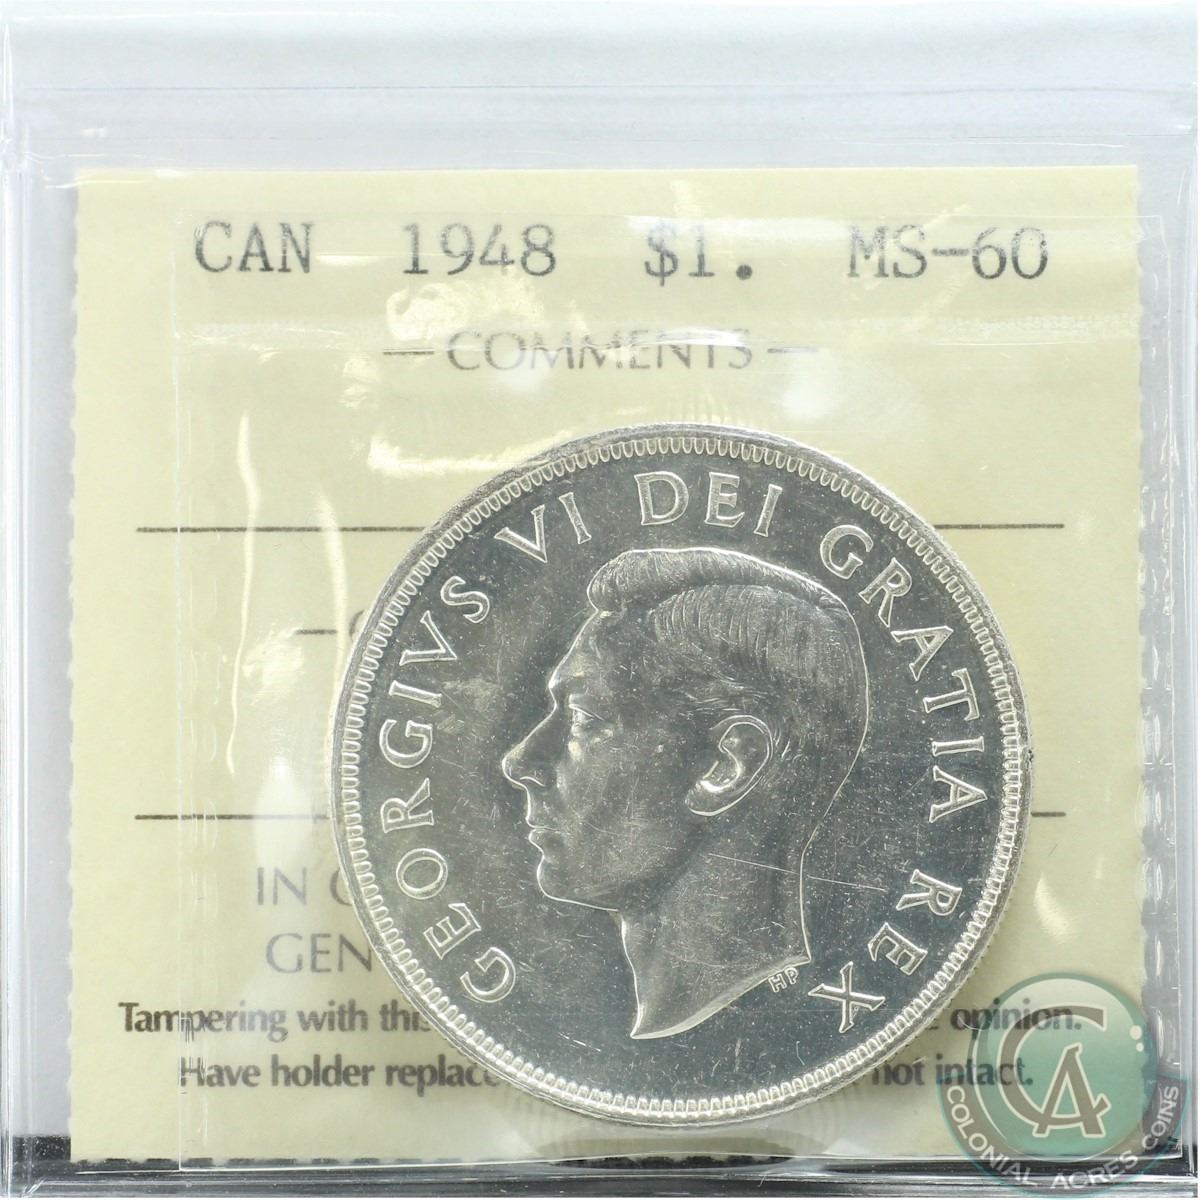 CAN 1948 $1. MS-60
— COMMENTS —
GEORGIVS VI DEI GRATIA REX
HP
IN
GEN
Tampering with this opinion.
Have holder replace not intact.
CA
COLONIAL ACRES COINS